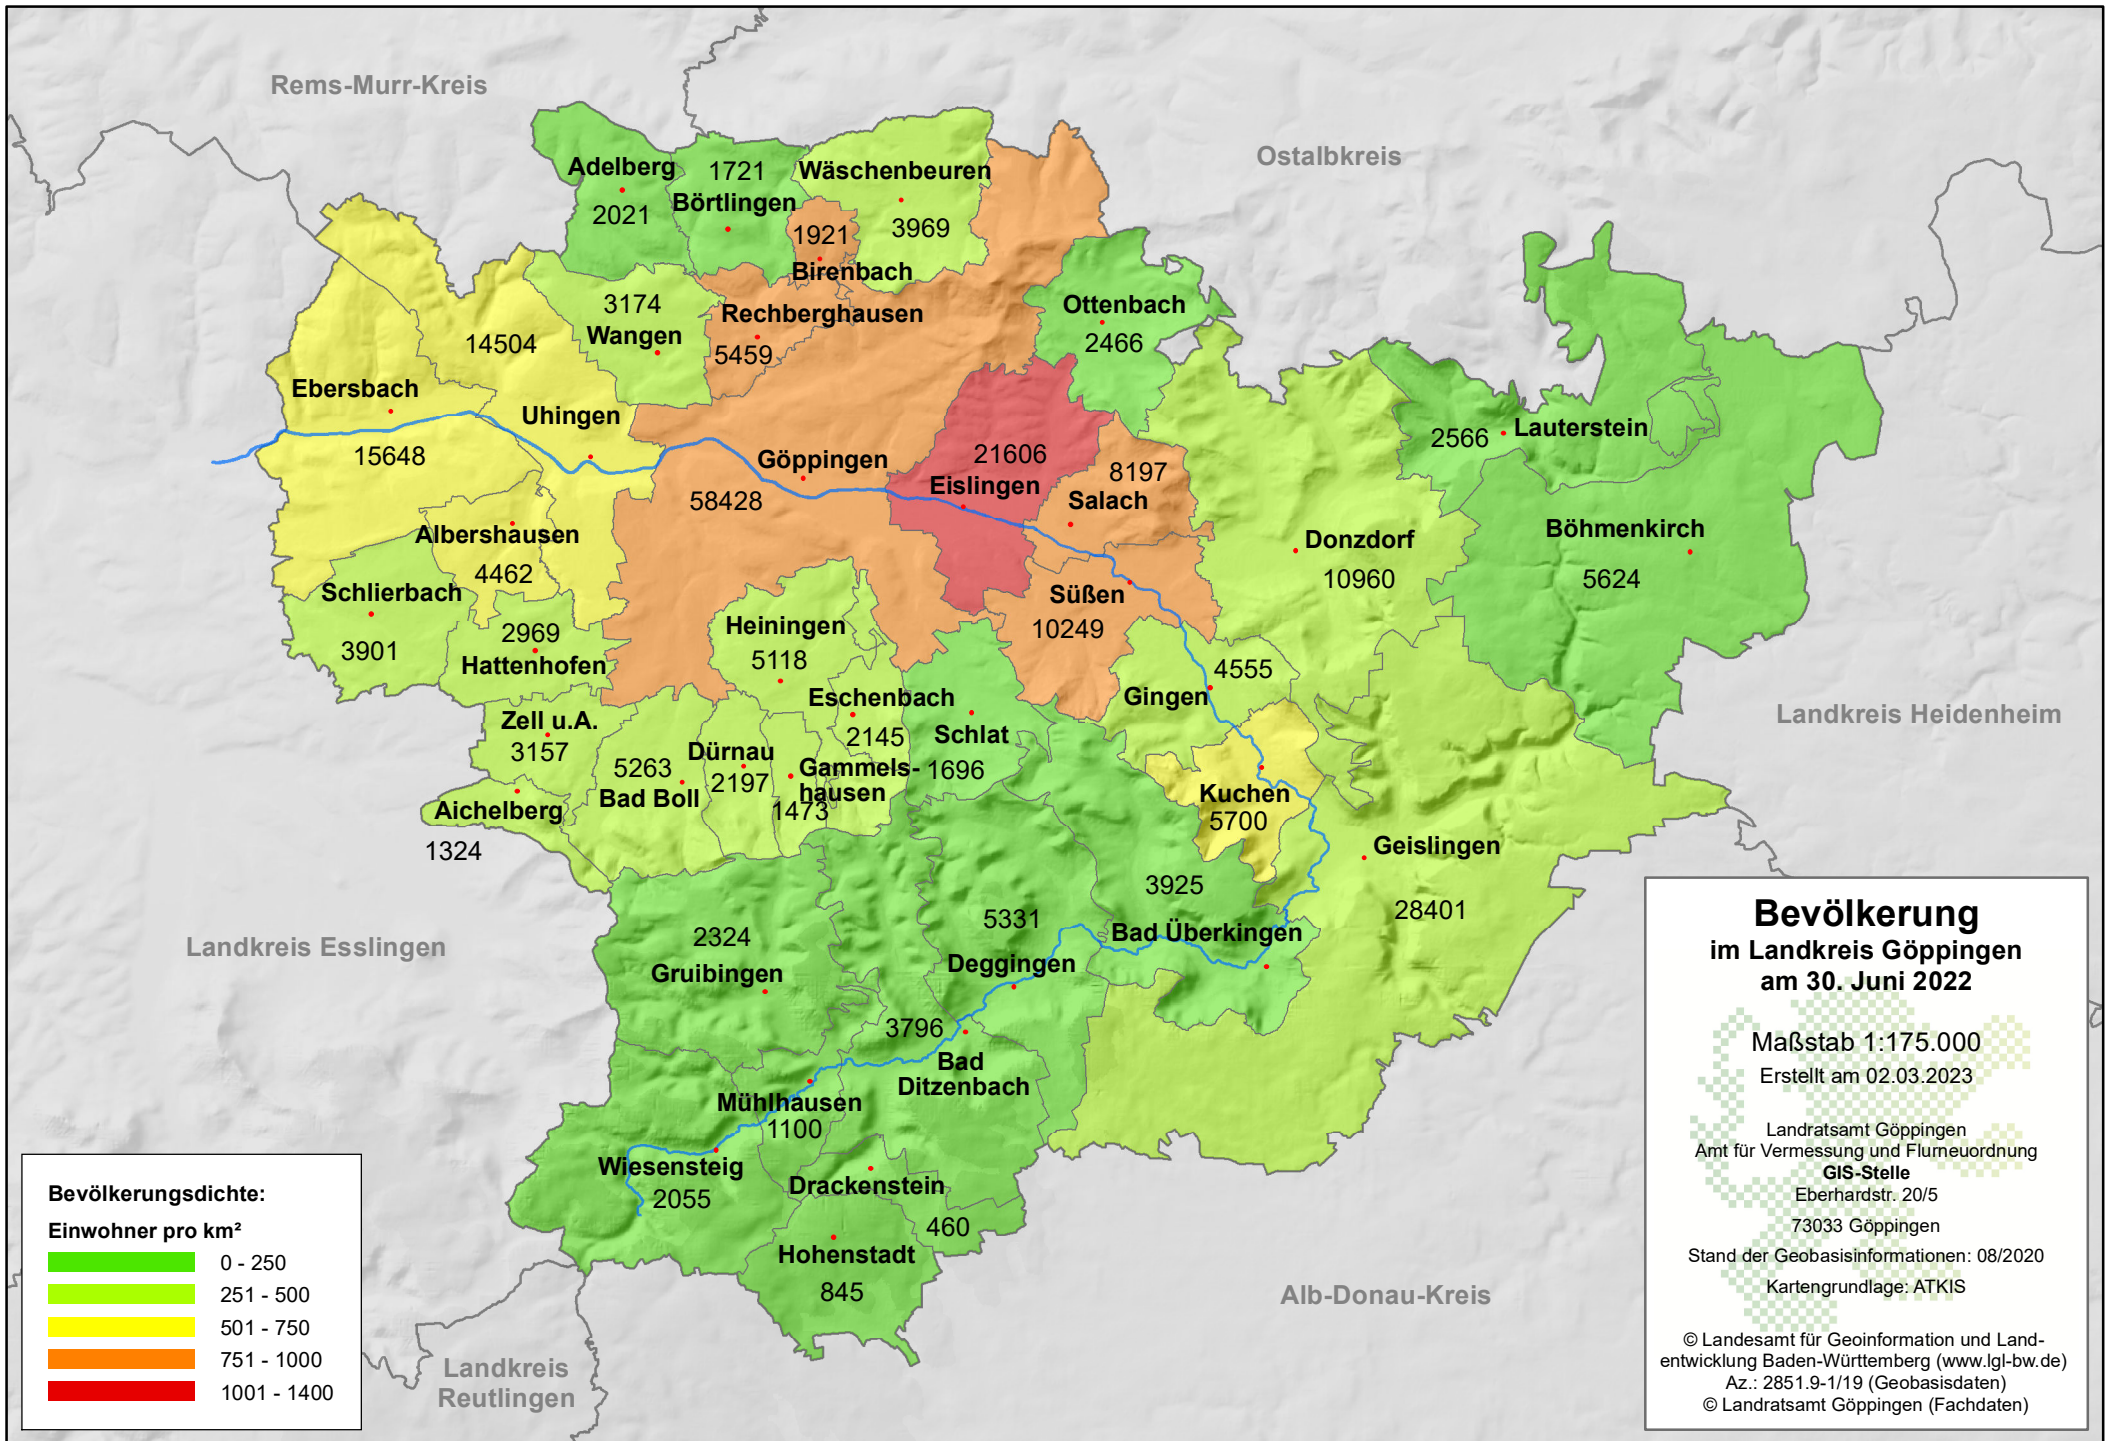 Rems-Murr-Kreis
Ostalbkreis
Adelberg
2021
1721
Börtlingen
Wäschenbeuren
3969
1921
Birenbach
3174
Wangen
Rechberghausen
5459
Ottenbach
2466
14504
Uhingen
Ebersbach
15648
Göppingen
58428
21606
Eislingen
8197
Salach
2566
Lauterstein
Böhmenkirch
5624
Donzdorf
10960
Albershausen
4462
Schlierbach
3901
2969
Hattenhofen
Heiningen
5118
Süßen
10249
Eschenbach
2145
Schlat
1696
Gingen
4555
Landkreis Heidenheim
Zell u.A.
3157
5263
Bad Boll
Dürnau
2197
Gammels-
hausen
1473
Aichelberg
1324
Kuchen
5700
Geislingen
28401
3925
Bad Überkingen
5331
Deggingen
2324
Gruibingen
Landkreis Esslingen
3796
Bad
Ditzenbach
Mühlhausen
1100
Wiesensteig
2055
Drackenstein
460
Hohenstadt
845
Alb-Donau-Kreis
Landkreis
Reutlingen
Bevölkerungsdichte:
Einwohner pro km²
0 - 250
251 - 500
501 - 750
751 - 1000
1001 - 1400
Bevölkerung
im Landkreis Göppingen
am 30. Juni 2022
Maßstab 1:175.000
Erstellt am 02.03.2023
Landratsamt Göppingen
Amt für Vermessung und Flurneuordnung
GIS-Stelle
Eberhardstr. 20/5
73033 Göppingen
Stand der Geobasisinformationen: 08/2020
Kartengrundlage: ATKIS
© Landesamt für Geoinformation und Land-
entwicklung Baden-Württemberg (www.lgl-bw.de)
Az.: 2851.9-1/19 (Geobasisdaten)
© Landratsamt Göppingen (Fachdaten)